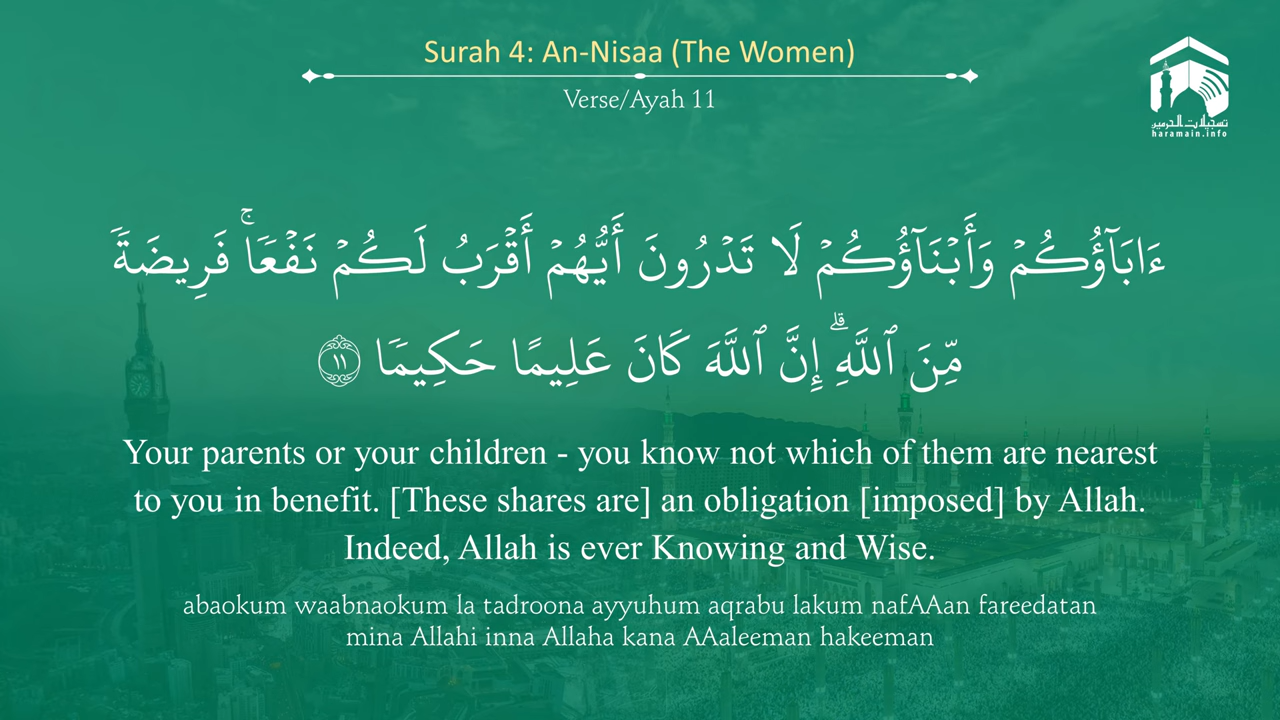 Surah 4: An-Nisaa (The Women)
Verse/Ayah 11
تسجيلات الحرمين
haramain.info
ءَابَآؤُكُمۡ وَأَبۡنَآؤُكُمۡ لَا تَدۡرُونَ أَيُّهُمۡ أَقۡرَبُ لَكُمۡ نَفۡعٗاۚ فَرِيضَةٗ
مِّنَ ٱللَّهِۗ إِنَّ ٱللَّهَ كَانَ عَلِيمًا حَكِيمٗا ١١
Your parents or your children - you know not which of them are nearest
to you in benefit. [These shares are] an obligation [imposed] by Allah.
Indeed, Allah is ever Knowing and Wise.
abaokum waabnaokum la tadroona ayyuhum aqrabu lakum nafAAan fareedatan
mina Allahi inna Allaha kana AAaleeman hakeeman